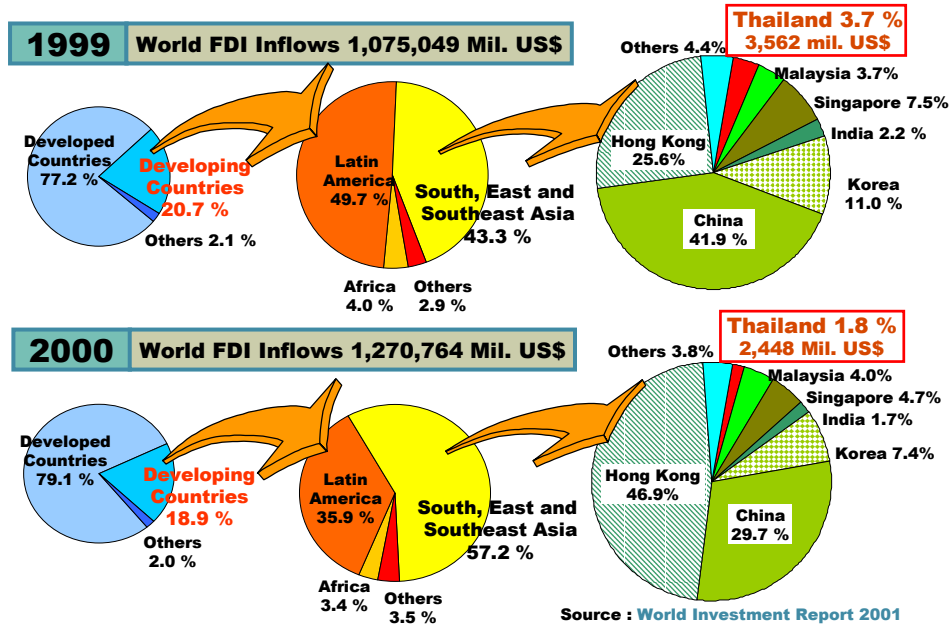 1999
World FDI Inflows 1,075,049 Mil. US$
Thailand 3.7 %
3,562 mil. US$
Developed
Countries
77.2 %
Developing
Countries
20.7 %
Others 2.1 %
Latin
America
49.7 %
South, East and
Southeast Asia
43.3 %
Africa
4.0 %
Others
2.9 %
Others 4.4%
Malaysia 3.7%
Singapore 7.5%
India 2.2 %
Korea
11.0 %
China
41.9 %
Hong Kong
25.6%
2000
World FDI Inflows 1,270,764 Mil. US$
Thailand 1.8 %
2,448 Mil. US$
Developed
Countries
79.1 %
Developing
Countries
18.9 %
Others
2.0 %
Latin
America
35.9 %
South, East and
Southeast Asia
57.2 %
Africa
3.4 %
Others
3.5 %
Others 3.8%
Malaysia 4.0%
Singapore 4.7%
India 1.7%
Korea 7.4%
China
29.7 %
Hong Kong
46.9%
Source : World Investment Report 2001